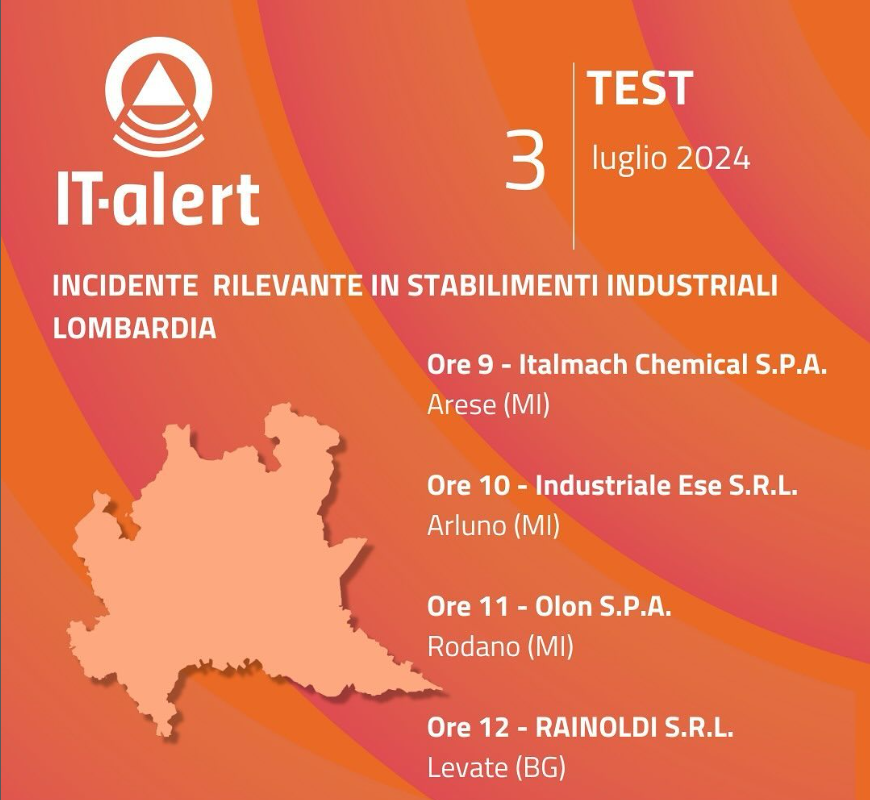 IT-alert
TEST
3
luglio 2024
INCIDENTE RILEVANTE IN STABILIMENTI INDUSTRIALI
LOMBARDIA
Ore 9 - Italmach Chemical S.P.A.
Arese (MI)
Ore 10 - Industriale Ese S.R.L.
Arluno (MI)
Ore 11 - Olon S.P.A.
Rodano (MI)
Ore 12 - RAINOLDI S.R.L.
Levate (BG)